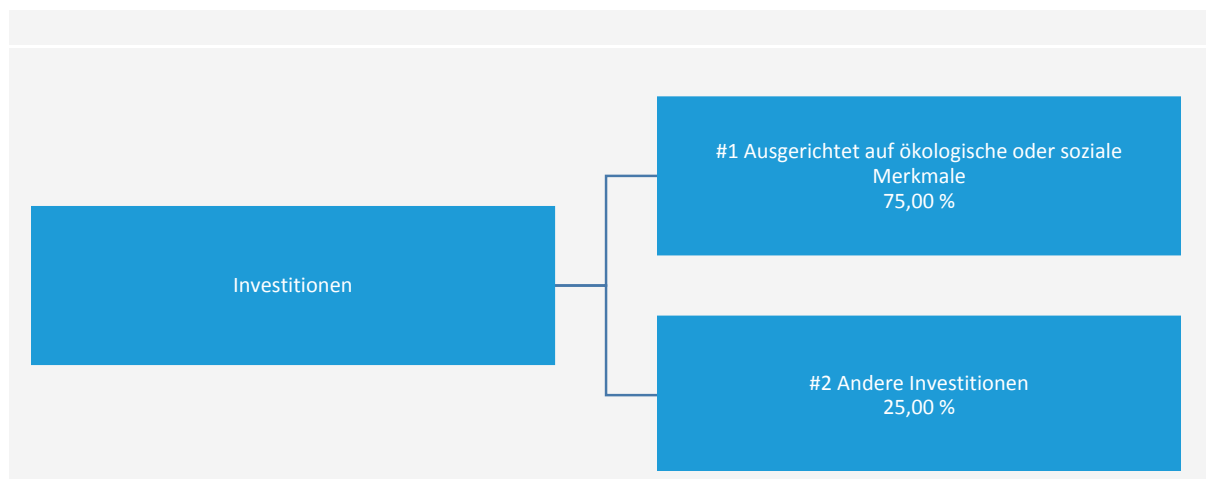 #1 Ausgerichtet auf ökologische oder soziale
Merkmale
75,00 %
Investitionen
#2 Andere Investitionen
25,00 %